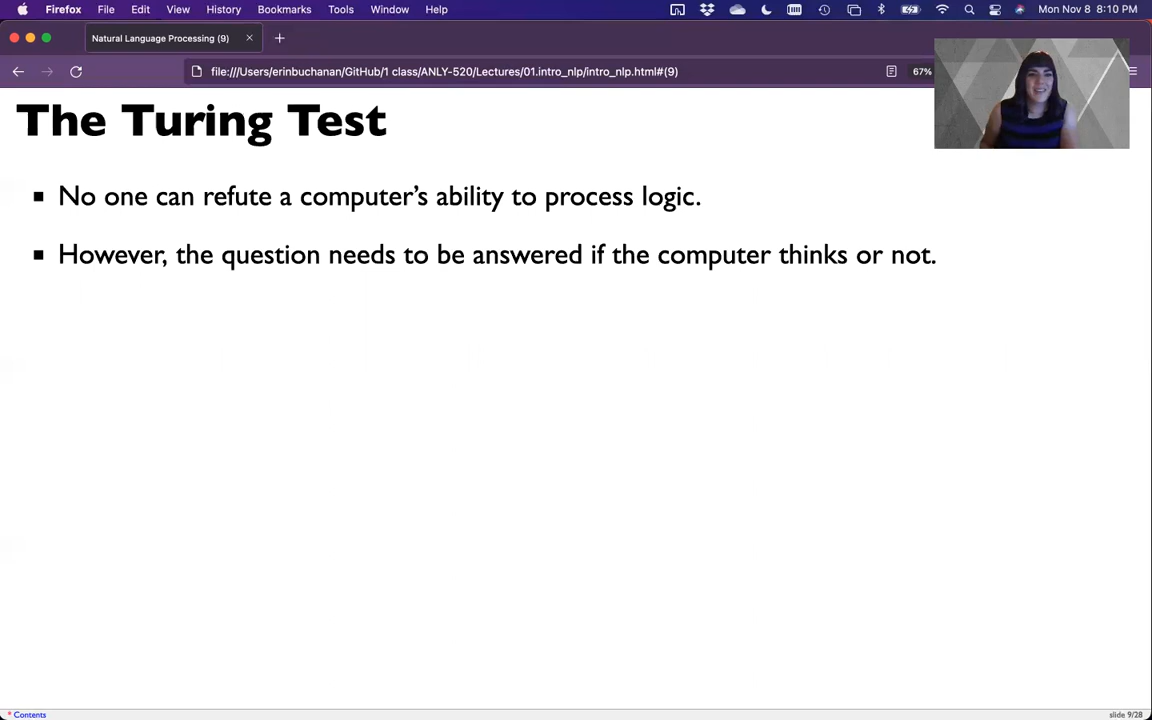 Firefox File Edit View History Bookmarks Tools Window Help Mon Nov 8 8:10 PM
Natural Language Processing (9)
file:///Users/erinbuchanan/GitHub/1 class/ANLY-520/Lectures/01.intro_nlp/intro_nlp.html#(9) 67%
The Turing Test
No one can refute a computer’s ability to process logic.
However, the question needs to be answered if the computer thinks or not.
* Contents slide 9/28